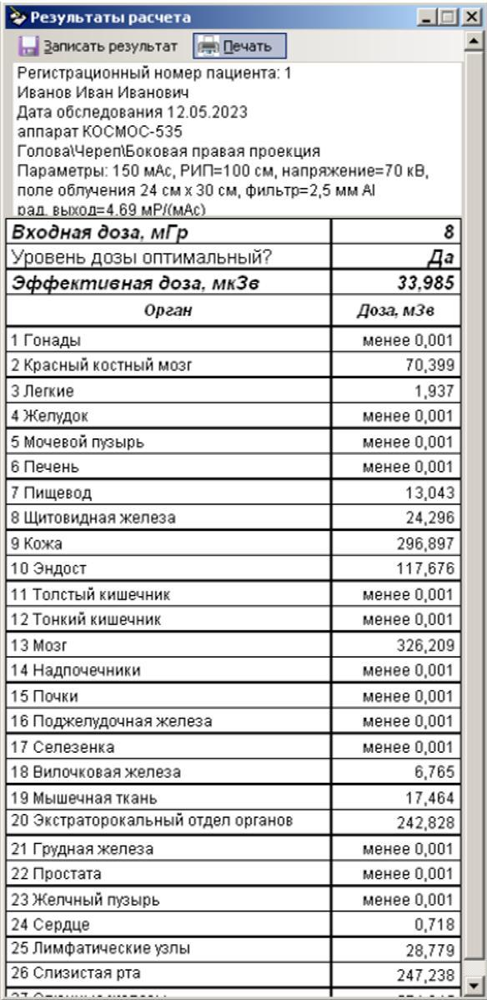 Результаты расчета
Записать результат Печать
Регистрационный номер пациента: 1
Иванов Иван Иванович
Дата обследования 12.05.2023
аппарат КОСМОС-535
Голова\Череп\Боковая правая проекция
Параметры: 150 мАс, РИП=100 см, напряжение=70 кВ,
поле облучения 24 см х 30 см, фильтр=2,5 мм Al
рад. выход=4.69 мР/(мАс)
Входная доза, мГр 8
Уровень дозы оптимальный? Да
Эффективная доза, мкЗв 33,985
Орган Доза, мЗв
1 Гонады менее 0,001
2 Красный костный мозг 70,399
3 Легкие 1,937
4 Желудок менее 0,001
5 Мочевой пузырь менее 0,001
6 Печень менее 0,001
7 Пищевод 13,043
8 Щитовидная железа 24,296
9 Кожа 296,897
10 Эндост 117,676
11 Толстый кишечник менее 0,001
12 Тонкий кишечник менее 0,001
13 Мозг 326,209
14 Надпочечники менее 0,001
15 Почки менее 0,001
16 Поджелудочная железа менее 0,001
17 Селезенка менее 0,001
18 Вилочковая железа 6,765
19 Мышечная ткань 17,464
20 Экстраторокальный отдел органов 242,828
21 Грудная железа менее 0,001
22 Простата менее 0,001
23 Желчный пузырь менее 0,001
24 Сердце 0,718
25 Лимфатические узлы 28,779
26 Слизистая рта 247,238